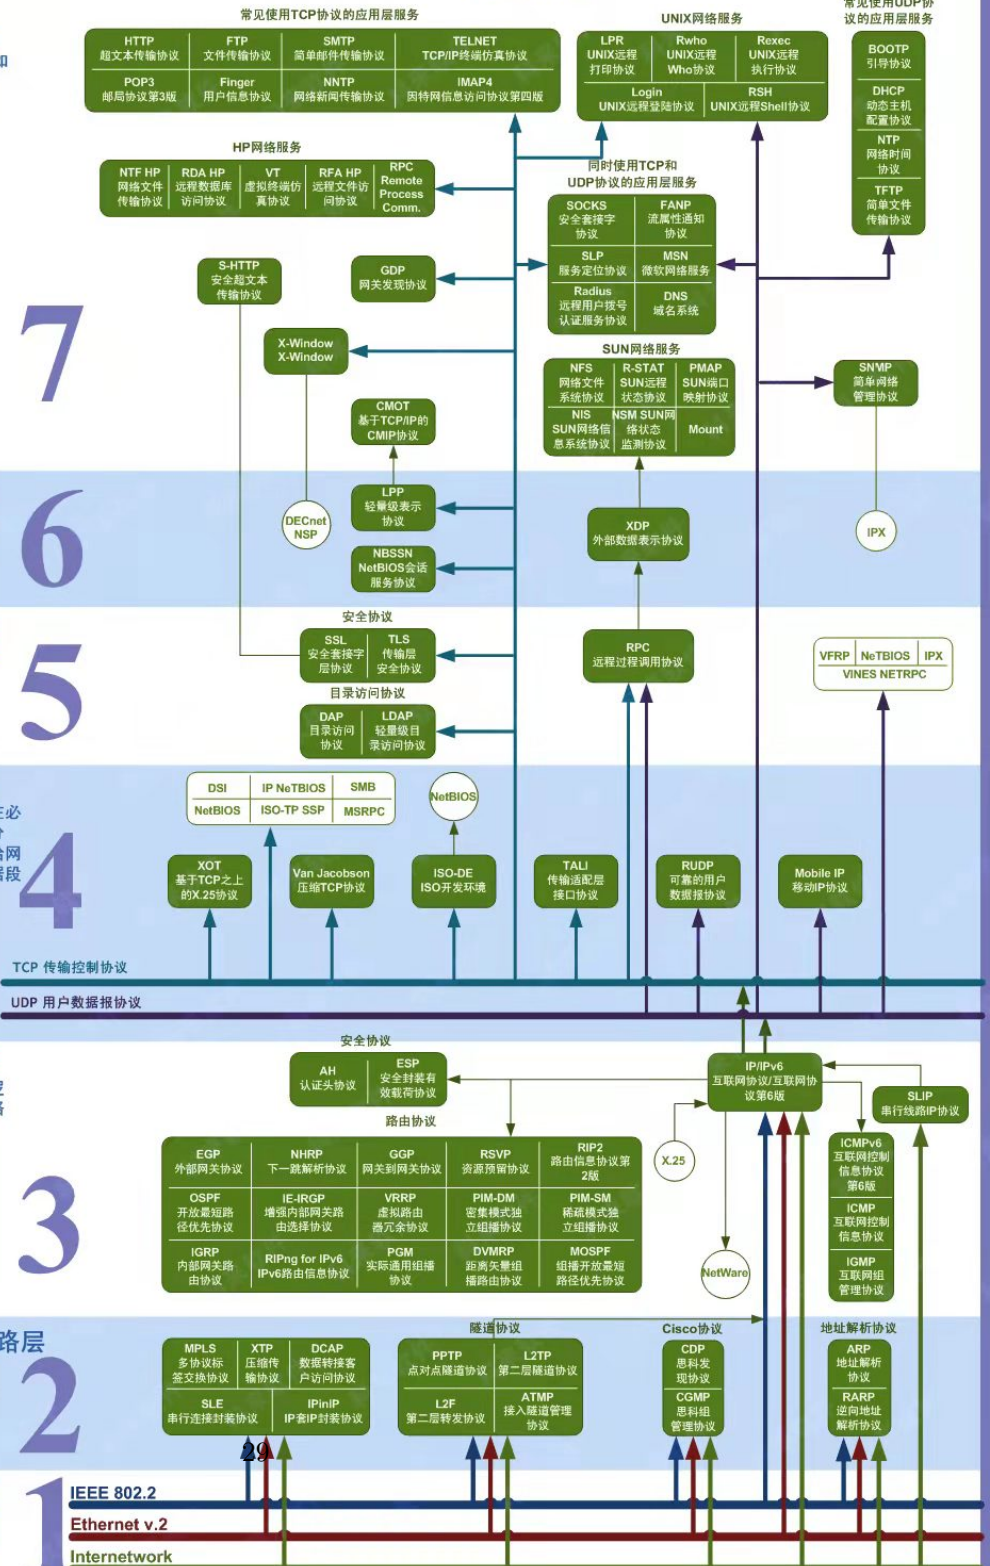 常见使用TCP协议的应用层服务
HTTP
超文本传输协议
FTP
文件传输协议
SMTP
简单邮件传输协议
TELNET
TCP/IP终端仿真协议
POP3
邮局协议第3版
Finger
用户信息协议
NNTP
网络新闻传输协议
IMAP4
因特网信息访问协议第四版
UNIX网络服务
LPR
UNIX远程
打印协议
Rwho
UNIX远程
Who协议
Rexec
UNIX远程
执行协议
Login
UNIX远程登陆协议
RSH
UNIX远程Shell协议
常见使用UDP协
议的应用层服务
BOOTP
引导协议
DHCP
动态主机
配置协议
NTP
网络时间
协议
TFTP
简单文件
传输协议
和
HP网络服务
NTF HP
网络文件
传输协议
RDA HP
远程数据库
访问协议
VT
虚拟终端仿
真协议
RFA HP
远程文件访
问协议
RPC
Remote
Process
Comm.
同时使用TCP和
UDP协议的应用层服务
SOCKS
安全套接字
协议
FANP
流属性通知
协议
SLP
服务定位协议
MSN
微软网络服务
Radius
远程用户拨号
认证服务协议
DNS
域名系统
S-HTTP
安全超文本
传输协议
GDP
网关发现协议
7
X-Window
X-Window
SUN网络服务
NFS
网络文件
系统协议
R-STAT
SUN远程
状态协议
PMAP
SUN端口
映射协议
NIS
SUN网络信
息系统协议
NSM SUN网
络状态
监测协议
Mount
SNMP
简单网络
管理协议
CMOT
基于TCP/IP的
CMIP协议
6
DECnet
NSP
LPP
轻量级表示
协议
NBSSN
NetBIOS会话
服务协议
XDP
外部数据表示协议
IPX
5
安全协议
SSL
安全套接字
层协议
TLS
传输层
安全协议
目录访问协议
DAP
目录访问
协议
LDAP
轻量级目
录访问协议
RPC
远程过程调用协议
VFRP
NeTBIOS
IPX
VINES NETRPC
4
DSI
IP NeTBIOS
SMB
NetBIOS
ISO-TP SSP
MSRPC
NetBIOS
XOT
基于TCP之上
的X.25协议
Van Jacobson
压缩TCP协议
ISO-DE
ISO开发环境
TALI
传输适配层
接口协议
RUDP
可靠的用户
数据报协议
Mobile IP
移动IP协议
TCP 传输控制协议
UDP 用户数据报协议
3
安全协议
AH
认证头协议
ESP
安全封装有
效载荷协议
IP/IPv6
互联网协议/互联网协
议第6版
SLIP
串行线路IP协议
路由协议
EGP
外部网关协议
NHRP
下一跳解析协议
GGP
网关到网关协议
RSVP
资源预留协议
RIP2
路由信息协议第
2版
OSPF
开放最短路
径优先协议
IE-IRGP
增强内部网关路
由选择协议
VRRP
虚拟路由
器冗余协议
PIM-DM
密集模式独
立组播协议
PIM-SM
稀疏模式独
立组播协议
IGRP
内部网关路
由协议
RIPng for IPv6
IPv6路由信息协议
PGM
实际通用组播
协议
DVMRP
距离矢量组
播路由协议
MOSPF
组播开放最短
路径优先协议
X.25
NetWare
ICMPv6
互联网控制
信息协议
第6版
ICMP
互联网控制
信息协议
IGMP
互联网组
管理协议
路层
2
MPLS
多协议标
签交换协议
XTP
压缩传
输协议
DCAP
数据转接客
户访问协议
SLE
串行连接封装协议
IPinIP
IP套IP封装协议
隧道协议
PPTP
点对点隧道协议
L2TP
第二层隧道协议
L2F
第二层转发协议
ATMP
接入隧道管理
协议
Cisco协议
CDP
思科发
现协议
CGMP
思科组
管理协议
地址解析协议
ARP
地址解析
协议
RARP
逆向地址
解析协议
29
1
IEEE 802.2
Ethernet v.2
Internetwork